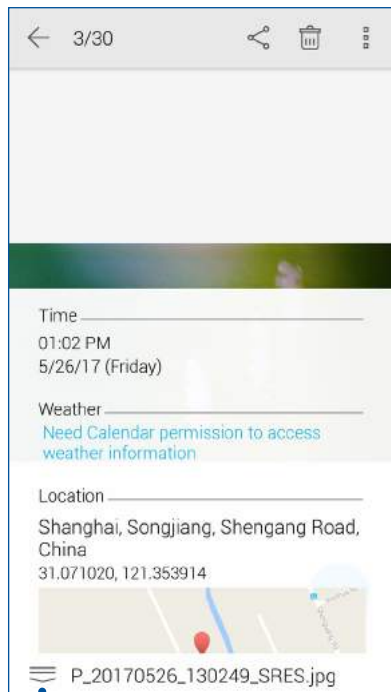 3/30
Time
01:02 PM
5/26/17 (Friday)
Weather
Need Calendar permission to access
weather information
Location
Shanghai, Songjiang, Shengang Road,
China
31.071020, 121.353914
P_20170526_130249_SRES.jpg